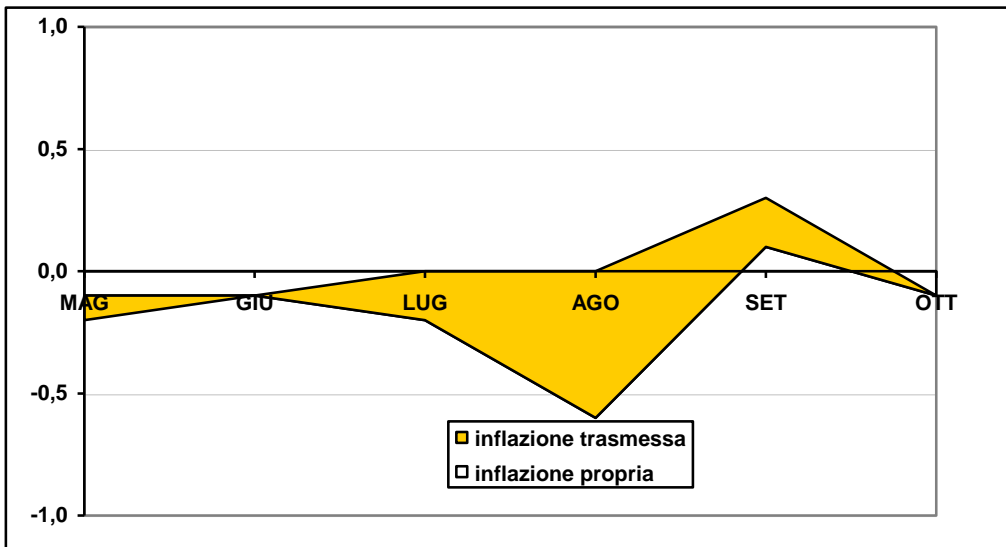 1,0
0,5
0,0
MAG GIU LUG AGO SET OTT
-0,5
inflazione trasmessa
inflazione propria
-1,0